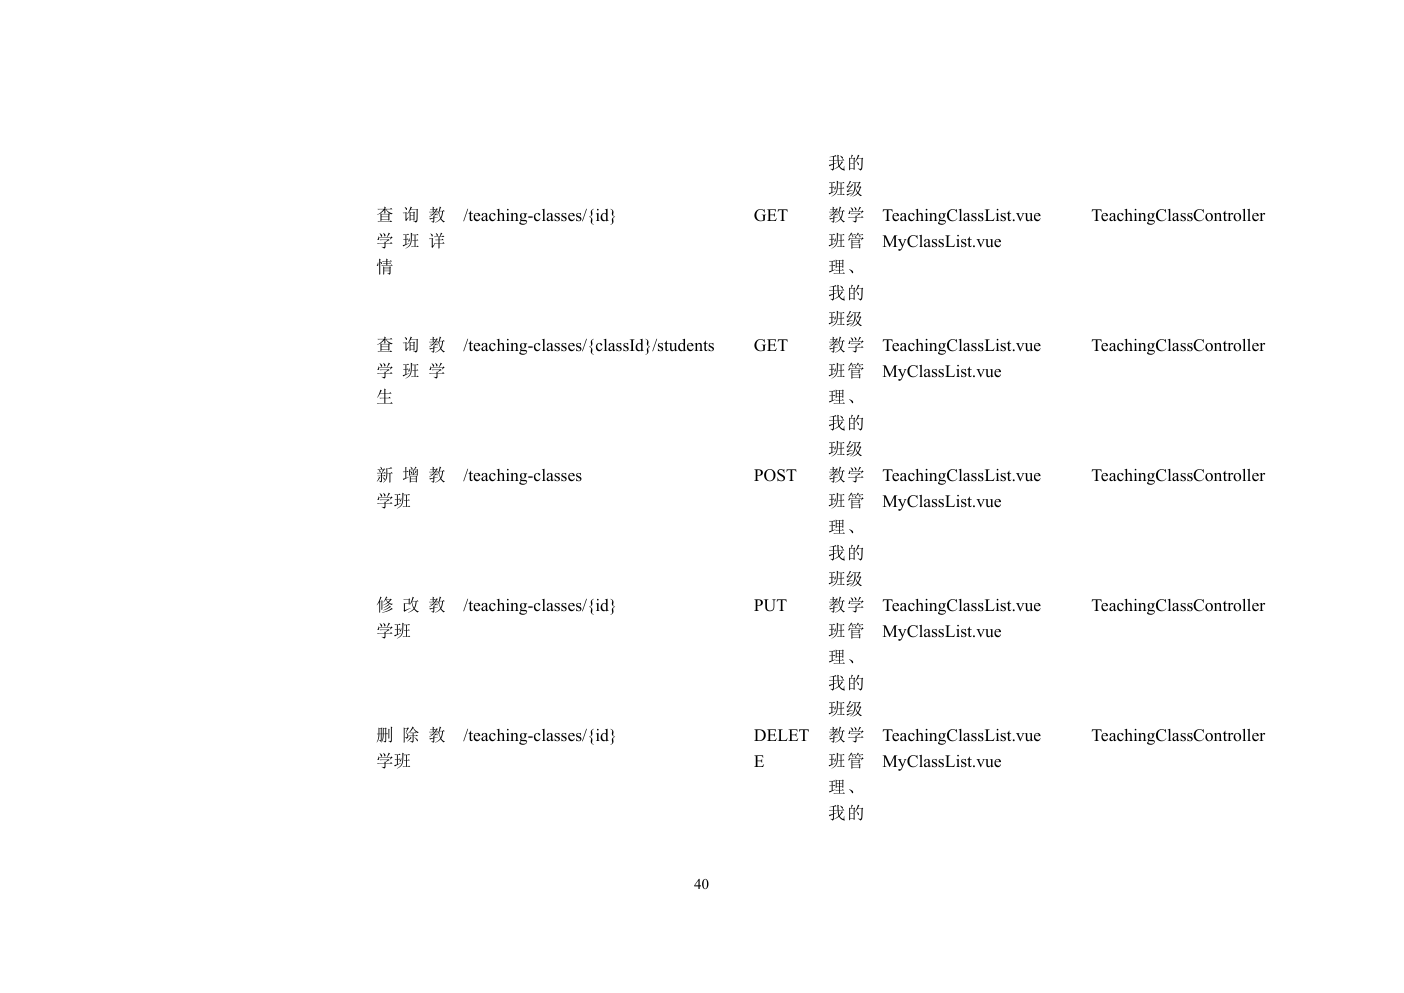 我的
班级
查询教 /teaching-classes/{id} GET 教学 TeachingClassList.vue TeachingClassController
学班详 班管 MyClassList.vue
情 理、
我的
班级
查询教 /teaching-classes/{classId}/students GET 教学 TeachingClassList.vue TeachingClassController
学班学 班管 MyClassList.vue
生 理、
我的
班级
新增教 /teaching-classes POST 教学 TeachingClassList.vue TeachingClassController
学班 班管 MyClassList.vue
理、
我的
班级
修改教 /teaching-classes/{id} PUT 教学 TeachingClassList.vue TeachingClassController
学班 班管 MyClassList.vue
理、
我的
班级
删除教 /teaching-classes/{id} DELET 教学 TeachingClassList.vue TeachingClassController
学班 E 班管 MyClassList.vue
理、
我的
40